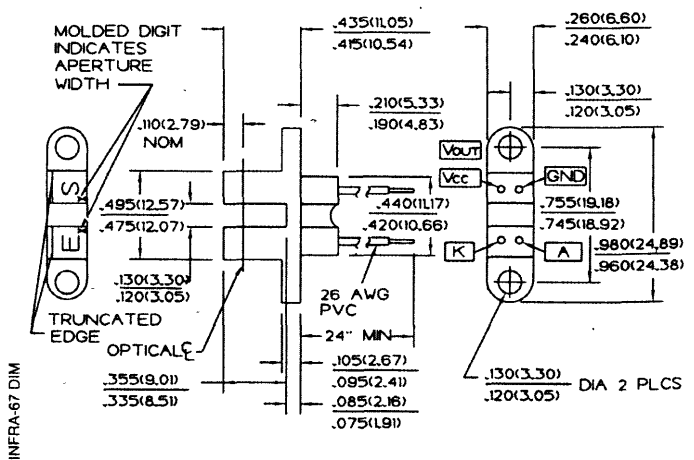 MOLDED DIGIT
INDICATES
APERTURE
WIDTH
.435(11.05)
.415(10.54)
.260(6.60)
.240(6.10)
.110(2.79)
NOM
.210(5.33)
.190(4.83)
.130(3.30)
.120(3.05)
VOUT
VCC
GND
S
E
.495(12.57)
.475(12.07)
.440(11.17)
.420(10.66)
.755(19.18)
.745(18.92)
K
A
.980(24.89)
.960(24.38)
.130(3.30)
.120(3.05)
26 AWG
PVC
TRUNCATED
EDGE
OPTICAL ℄
24" MIN
.355(9.01)
.335(8.51)
.105(2.67)
.095(2.41)
.085(2.16)
.075(1.91)
.130(3.30)
.120(3.05)
DIA 2 PLCS
INFRA-67 DIM